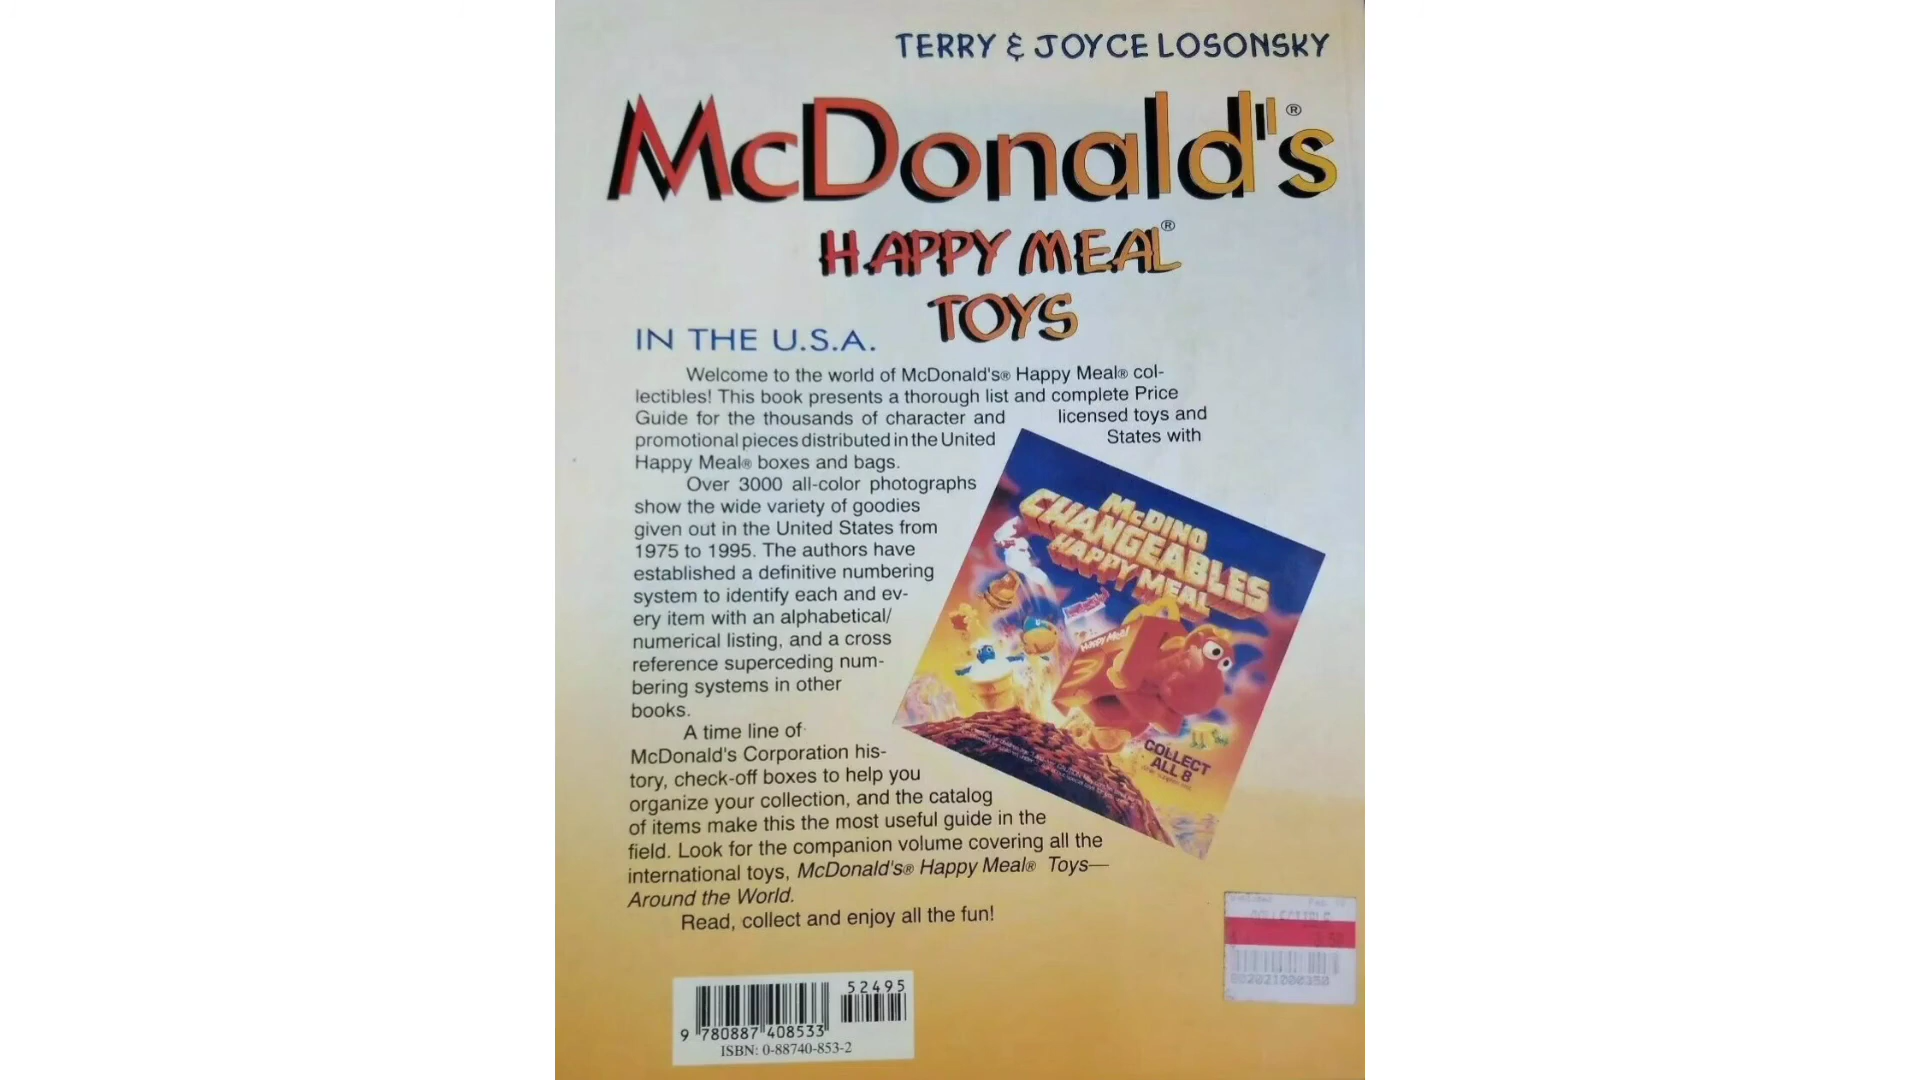 TERRY & JOYCE LOSONSKY
McDonald's®
HAPPY MEAL®
TOYS
IN THE U.S.A.
Welcome to the world of McDonald's® Happy Meal® col-
lectibles! This book presents a thorough list and complete Price
Guide for the thousands of character and licensed toys and
promotional pieces distributed in the United States with
Happy Meal® boxes and bags.
Over 3000 all-color photographs
show the wide variety of goodies
given out in the United States from
1975 to 1995. The authors have
established a definitive numbering
system to identify each and ev-
ery item with an alphabetical/
numerical listing, and a cross
reference superceding num-
bering systems in other
books.
A time line of
McDonald's Corporation his-
tory, check-off boxes to help you
organize your collection, and the catalog
of items make this the most useful guide in the
field. Look for the companion volume covering all the
international toys, McDonald's® Happy Meal® Toys—
Around the World.
Read, collect and enjoy all the fun!
McDINO
CHANGEABLES
HAPPY MEAL
Happy Meal
COLLECT
ALL 8
52495
9 780887 408533
ISBN: 0-88740-853-2